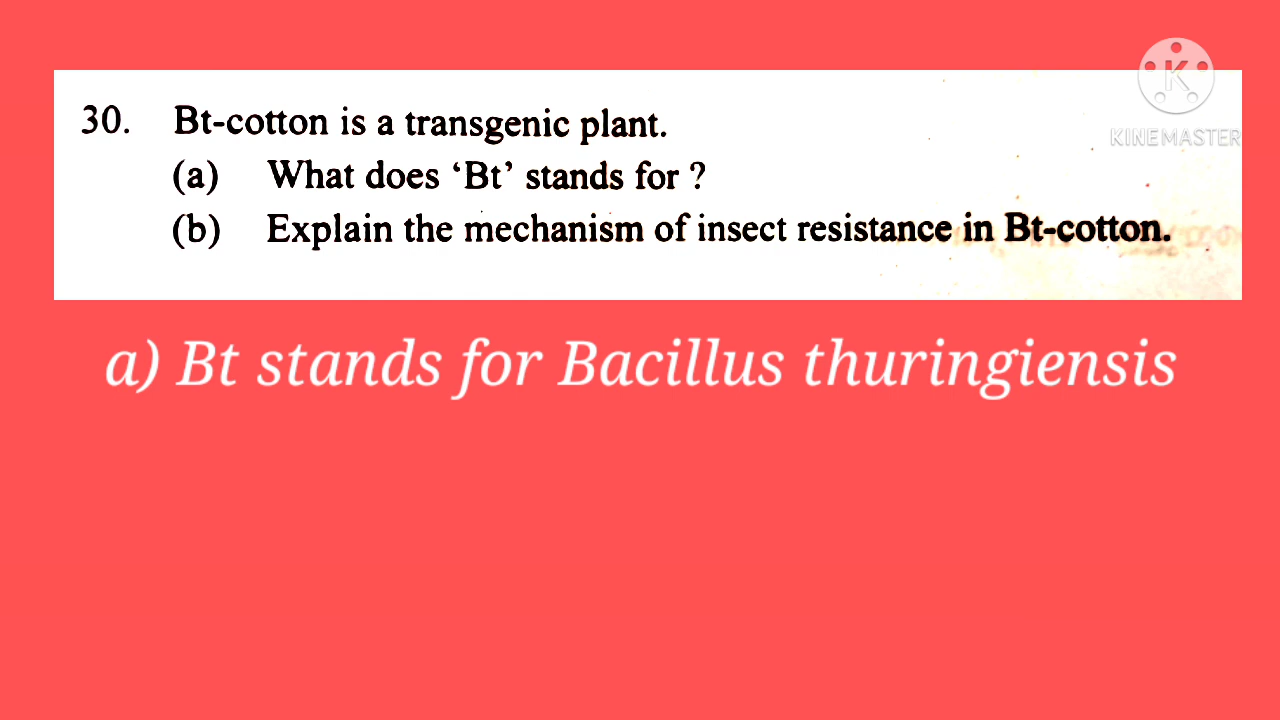 K
KINEMASTER
30. Bt-cotton is a transgenic plant.
(a) What does ‘Bt’ stands for ?
(b) Explain the mechanism of insect resistance in Bt-cotton.
a) Bt stands for Bacillus thuringiensis